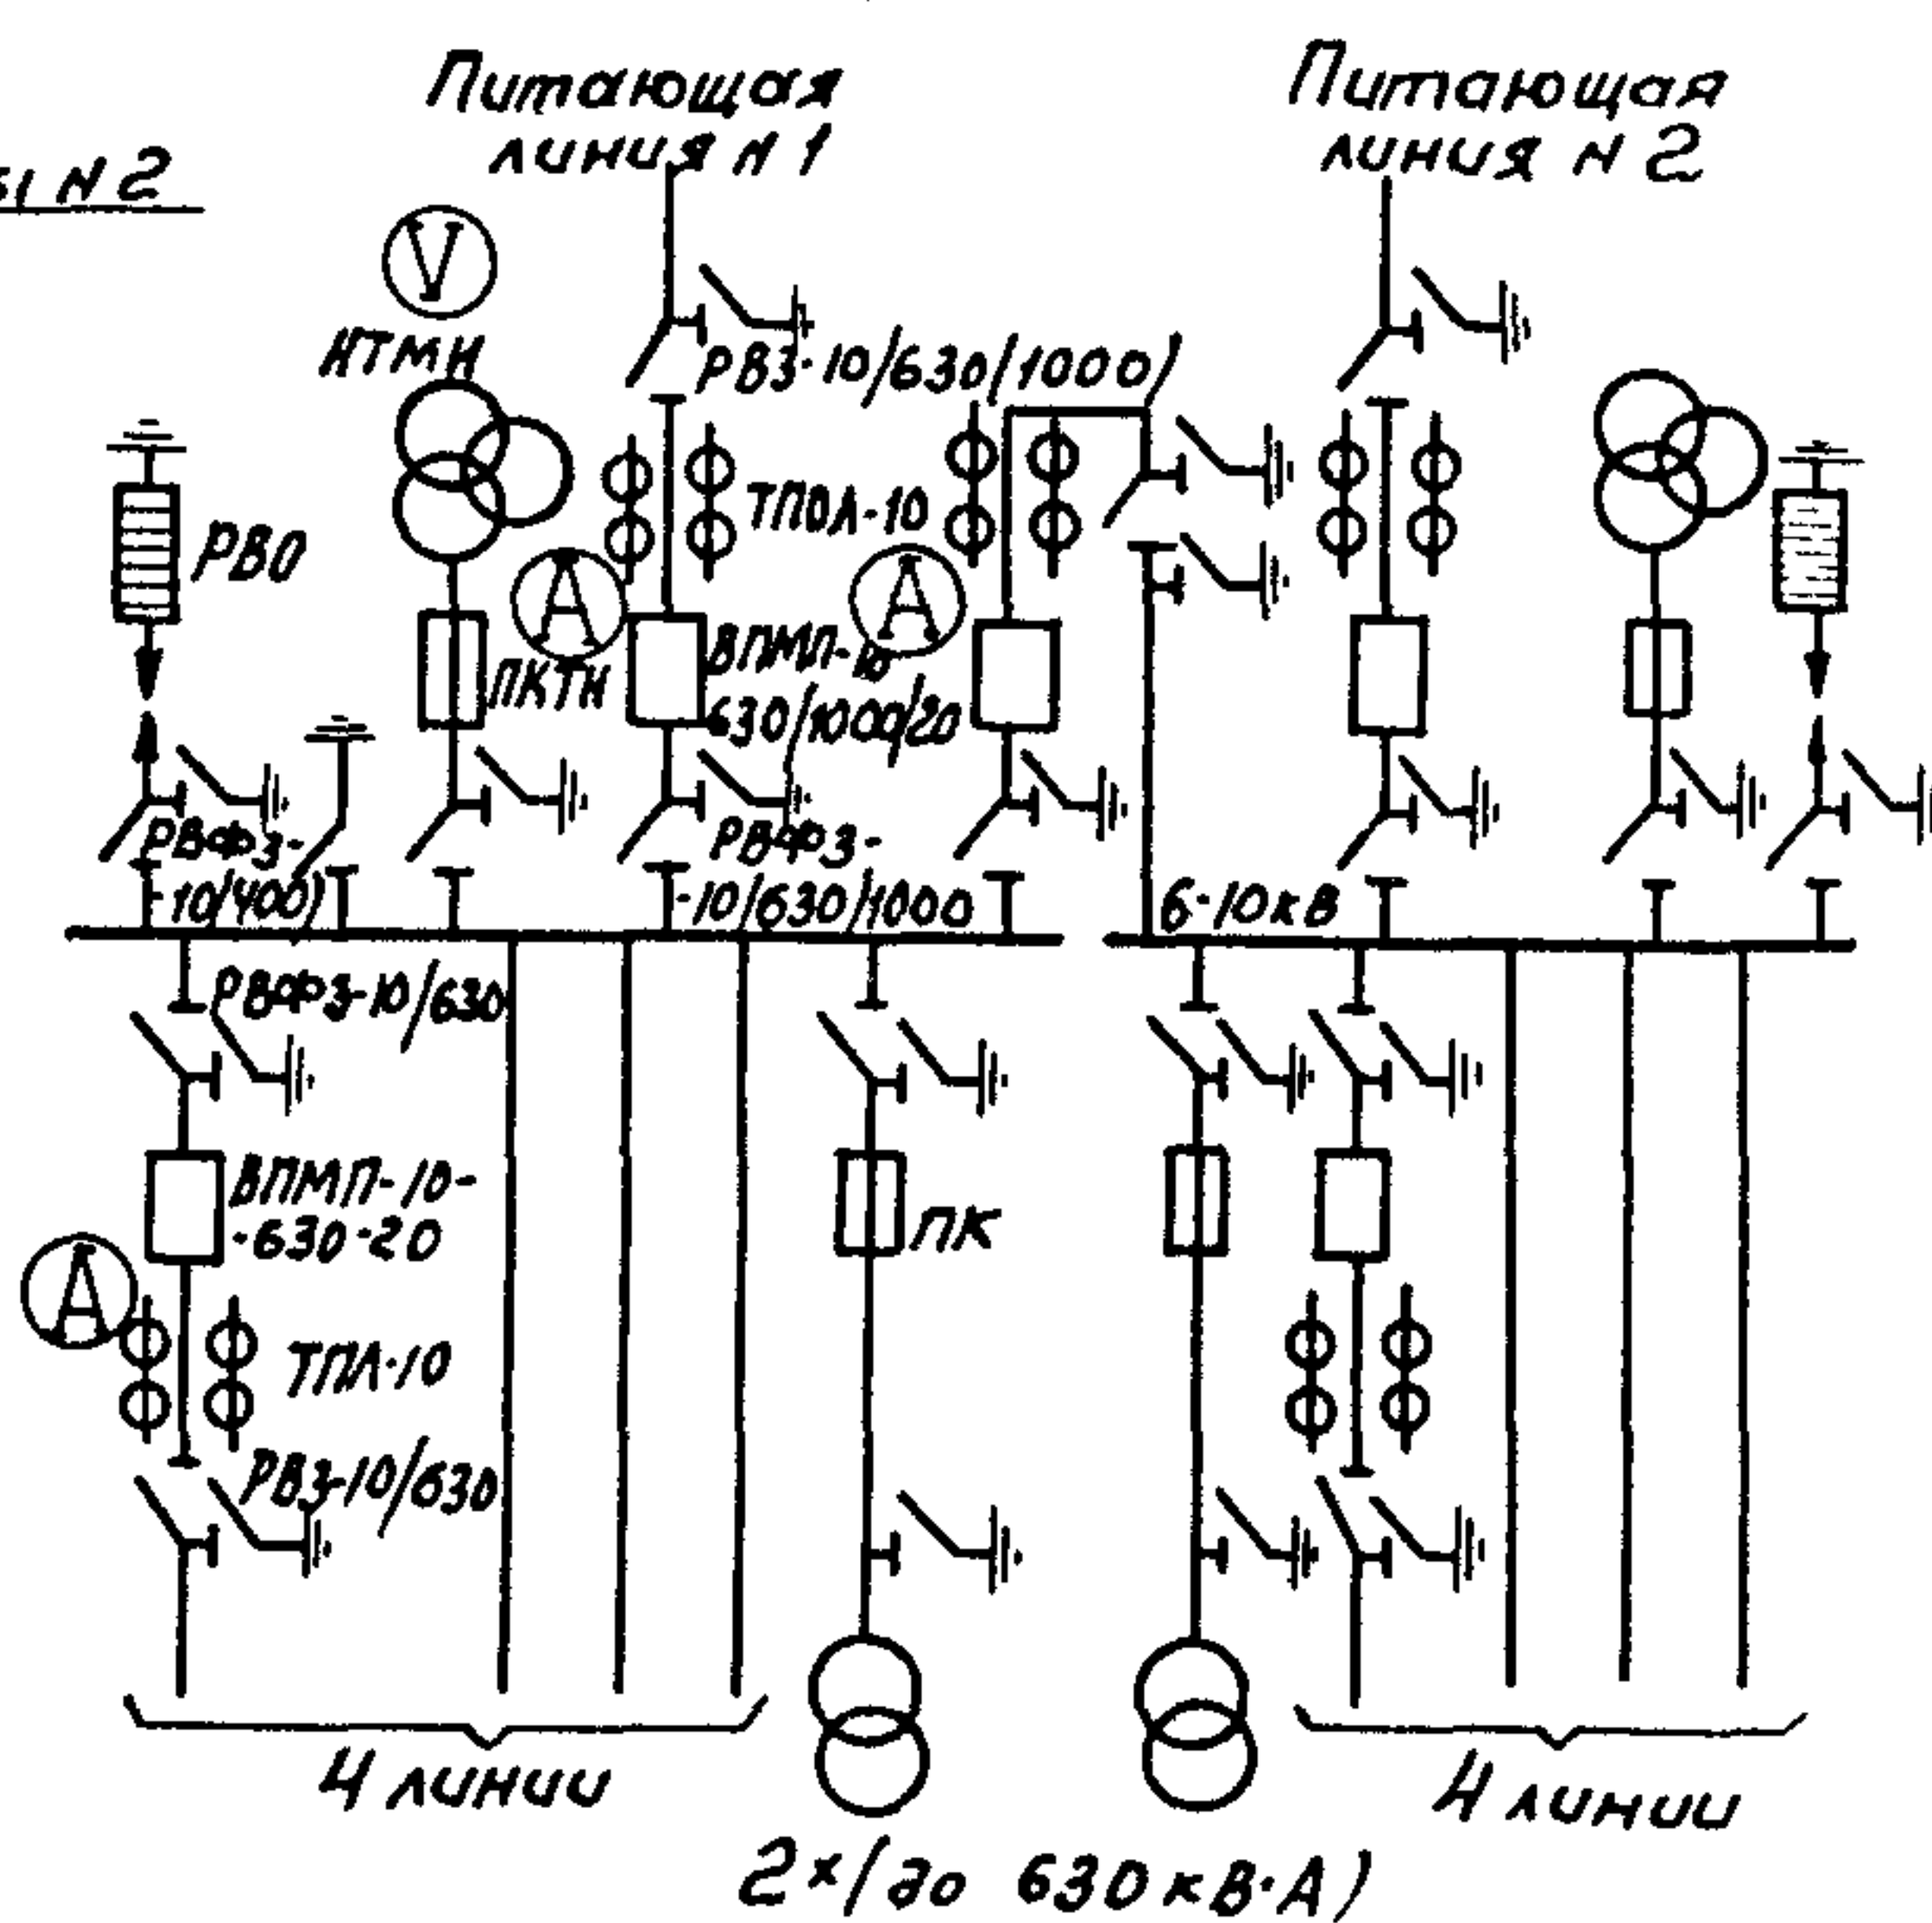 Питающая
линия N 1
Питающая
линия N 2
ы N 2
V
НТМИ
РВЗ-10/630/1000)
РВО
ТПОЛ-10
A
A
ПКТН
ВПМП-10
630/1000/20
РВФЗ-
-10/400)
РВФЗ-
-10/630/1000
6-10кВ
РВФЗ-10/630
ВПМП-10-
-630-20
ПК
A
ТПЛ-10
РВЗ-10/630
4 линии
4 линии
2х/до 630кВ·А)